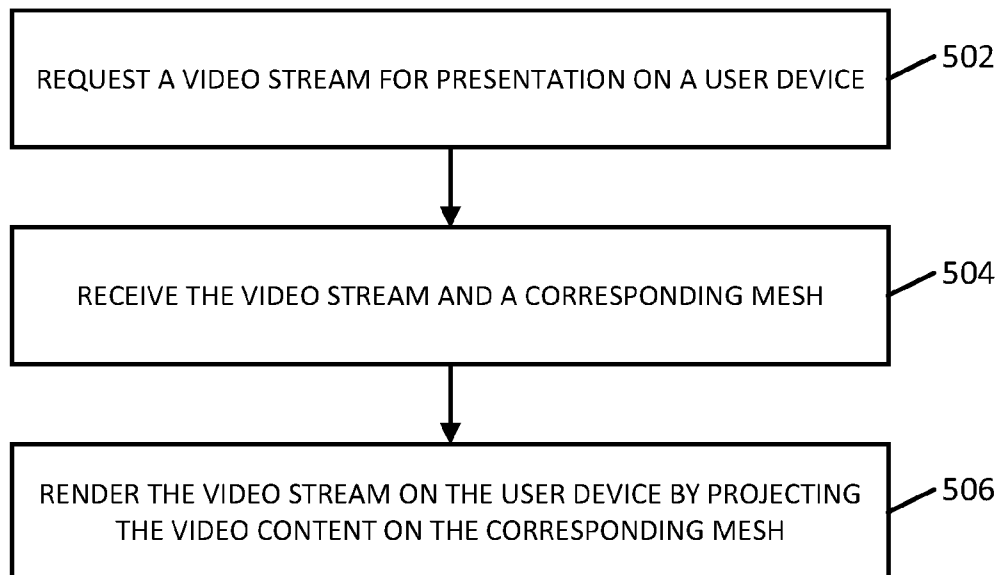 REQUEST A VIDEO STREAM FOR PRESENTATION ON A USER DEVICE
502
RECEIVE THE VIDEO STREAM AND A CORRESPONDING MESH
504
RENDER THE VIDEO STREAM ON THE USER DEVICE BY PROJECTING
THE VIDEO CONTENT ON THE CORRESPONDING MESH
506